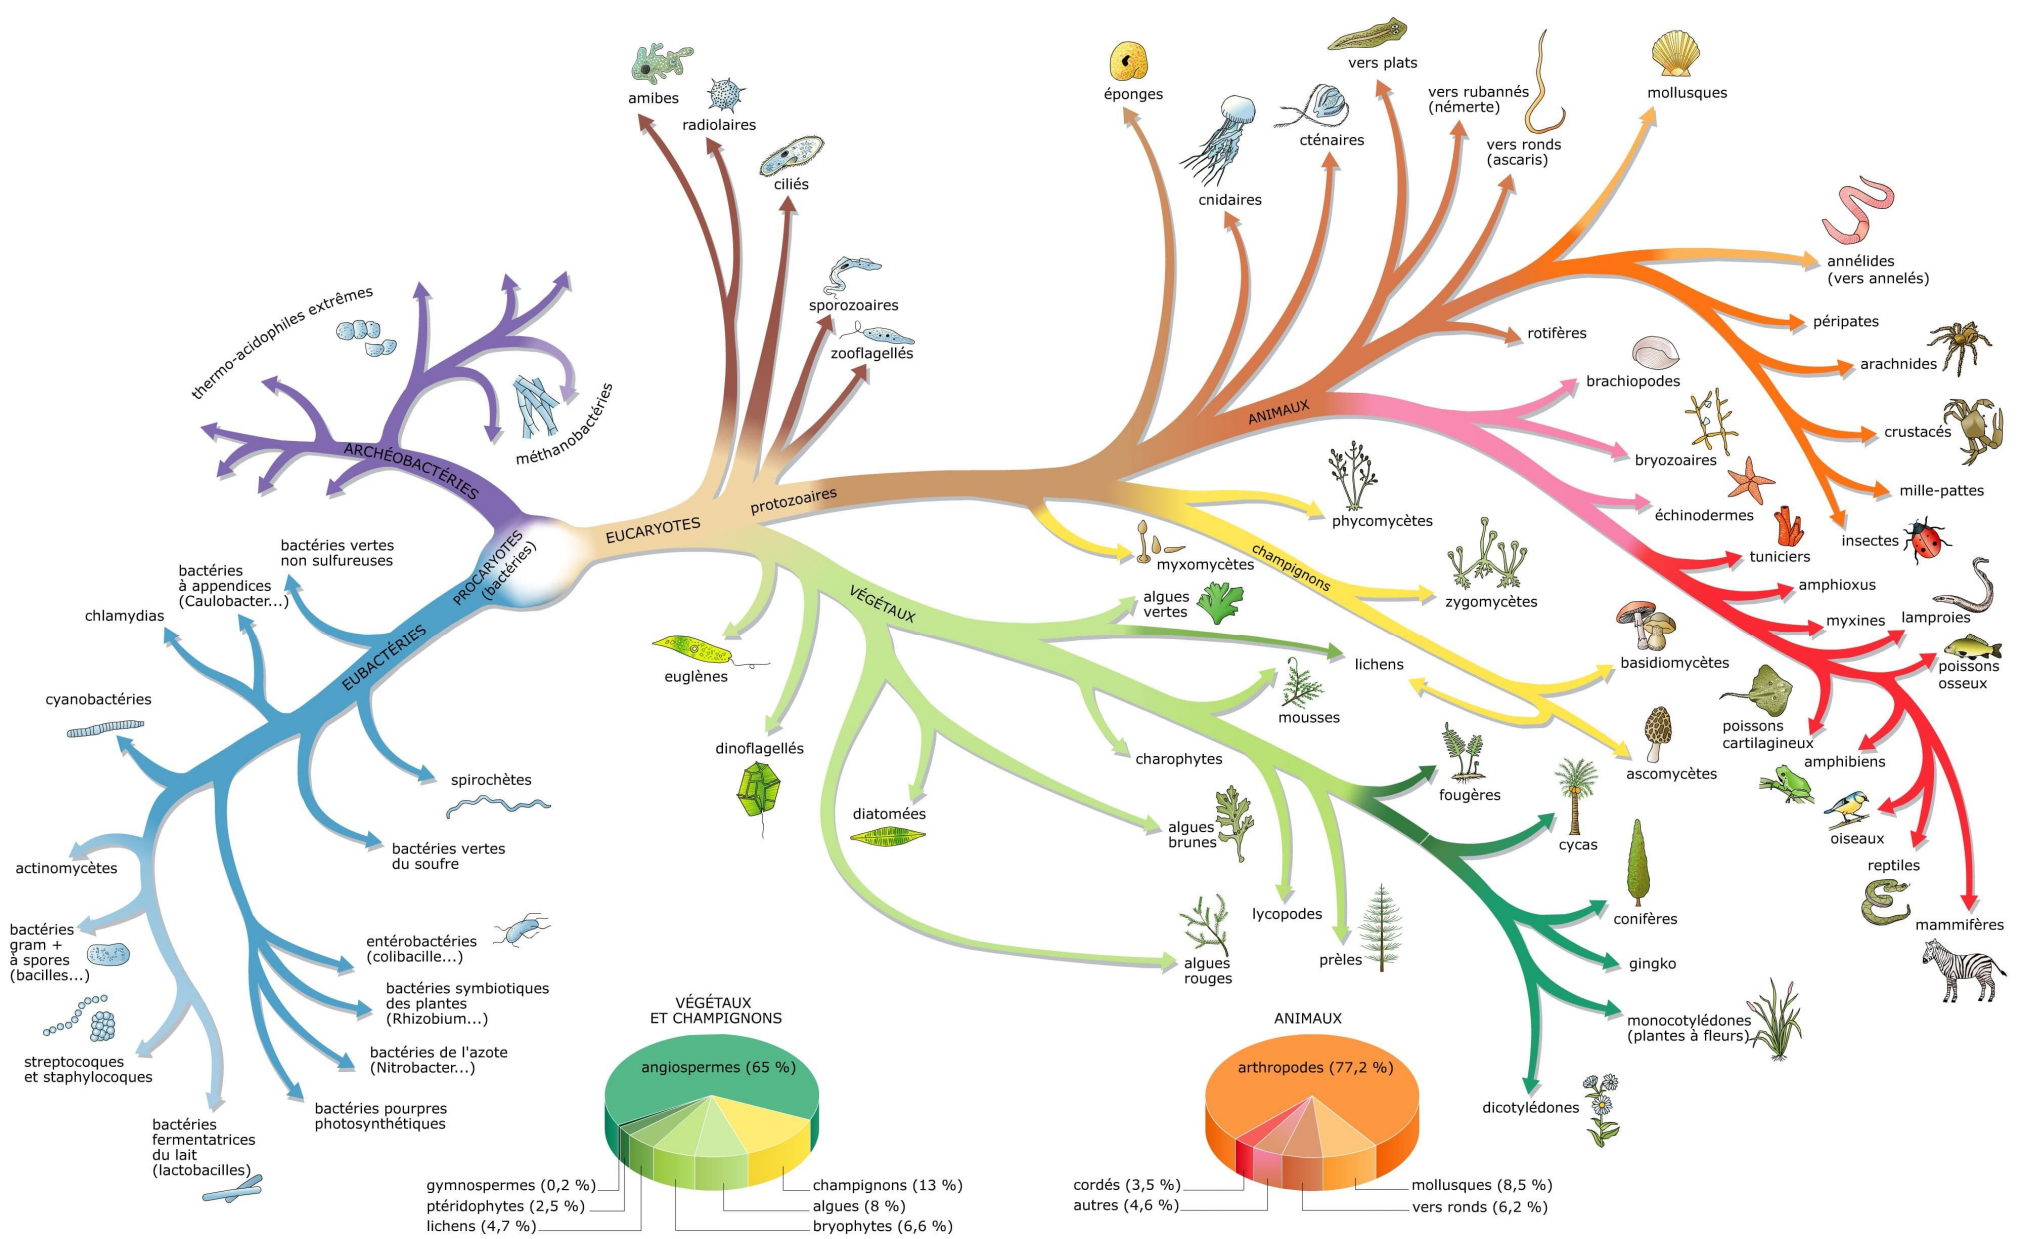 amibes
radiolaires
ciliés
sporozoaires
zooflagellés
éponges
cnidaires
cténaires
vers plats
vers rubannés
(némerte)
vers ronds
(ascaris)
mollusques
annélides
(vers annelés)
péripates
arachnides
crustacés
mille-pattes
insectes
rotifères
brachiopodes
bryozoaires
échinodermes
tuniciers
amphioxus
myxines
lamproies
poissons
osseux
poissons
cartilagineux
amphibiens
oiseaux
reptiles
mammifères
thermo-acidophiles extrêmes
méthanobactéries
ARCHÉOBACTÉRIES
PROCARYOTES
(bactéries)
EUCARYOTES
protozoaires
ANIMAUX
champignons
VÉGÉTAUX
EUBACTÉRIES
phycomycètes
myxomycètes
zygomycètes
basidiomycètes
ascomycètes
lichens
algues
vertes
mousses
charophytes
euglènes
dinoflagellés
diatomées
algues
brunes
algues
rouges
lycopodes
prèles
fougères
cycas
conifères
gingko
monocotylédones
(plantes à fleurs)
dicotylédones
bactéries vertes
non sulfureuses
bactéries
à appendices
(Caulobacter...)
chlamydias
cyanobactéries
spirochètes
bactéries vertes
du soufre
actinomycètes
bactéries
gram +
à spores
(bacilles...)
streptocoques
et staphylocoques
bactéries
fermentatrices
du lait
(lactobacilles)
entérobactéries
(colibacille...)
bactéries symbiotiques
des plantes
(Rhizobium...)
bactéries de l'azote
(Nitrobacter...)
bactéries pourpres
photosynthétiques
VÉGÉTAUX
ET CHAMPIGNONS
angiospermes (65 %)
gymnospermes (0,2 %)
ptéridophytes (2,5 %)
lichens (4,7 %)
champignons (13 %)
algues (8 %)
bryophytes (6,6 %)
ANIMAUX
arthropodes (77,2 %)
cordés (3,5 %)
autres (4,6 %)
mollusques (8,5 %)
vers ronds (6,2 %)